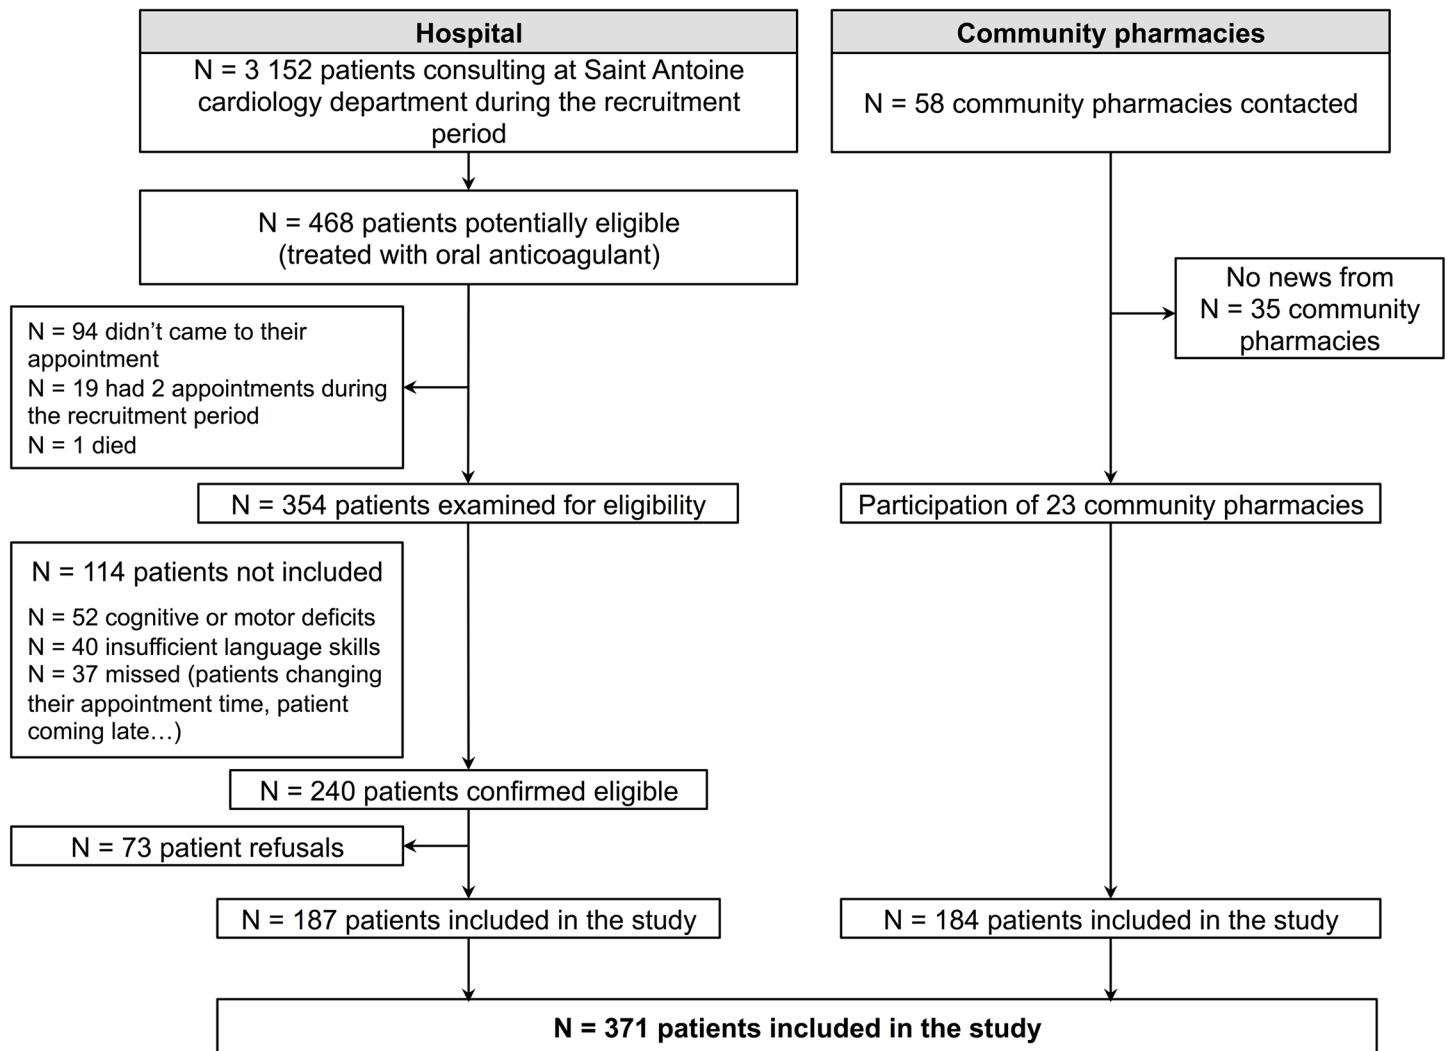 Hospital
N = 3 152 patients consulting at Saint Antoine
cardiology department during the recruitment
period
N = 468 patients potentially eligible
(treated with oral anticoagulant)
N = 94 didn’t came to their
appointment
N = 19 had 2 appointments during
the recruitment period
N = 1 died
N = 354 patients examined for eligibility
N = 114 patients not included
N = 52 cognitive or motor deficits
N = 40 insufficient language skills
N = 37 missed (patients changing
their appointment time, patient
coming late…)
N = 240 patients confirmed eligible
N = 73 patient refusals
N = 187 patients included in the study
Community pharmacies
N = 58 community pharmacies contacted
No news from
N = 35 community
pharmacies
Participation of 23 community pharmacies
N = 184 patients included in the study
N = 371 patients included in the study